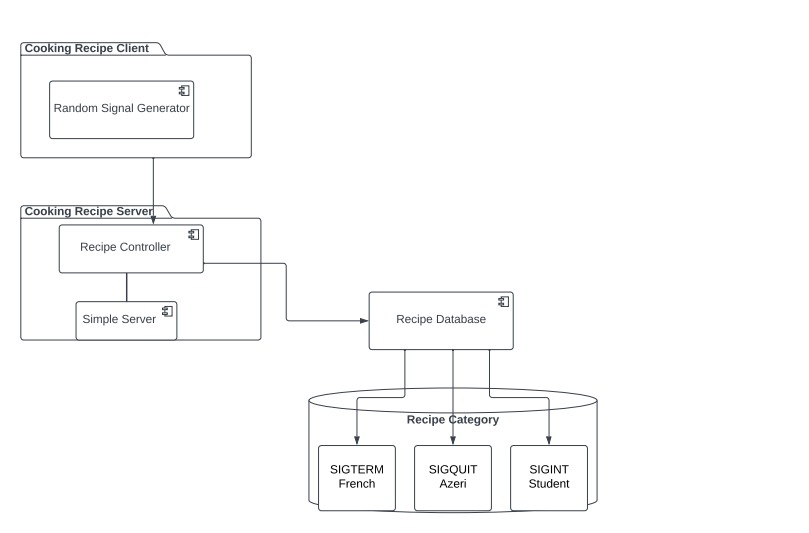 Cooking Recipe Client
Random Signal Generator
Cooking Recipe Server
Recipe Controller
Simple Server
Recipe Database
Recipe Category
SIGTERM
French
SIGQUIT
Azeri
SIGINT
Student